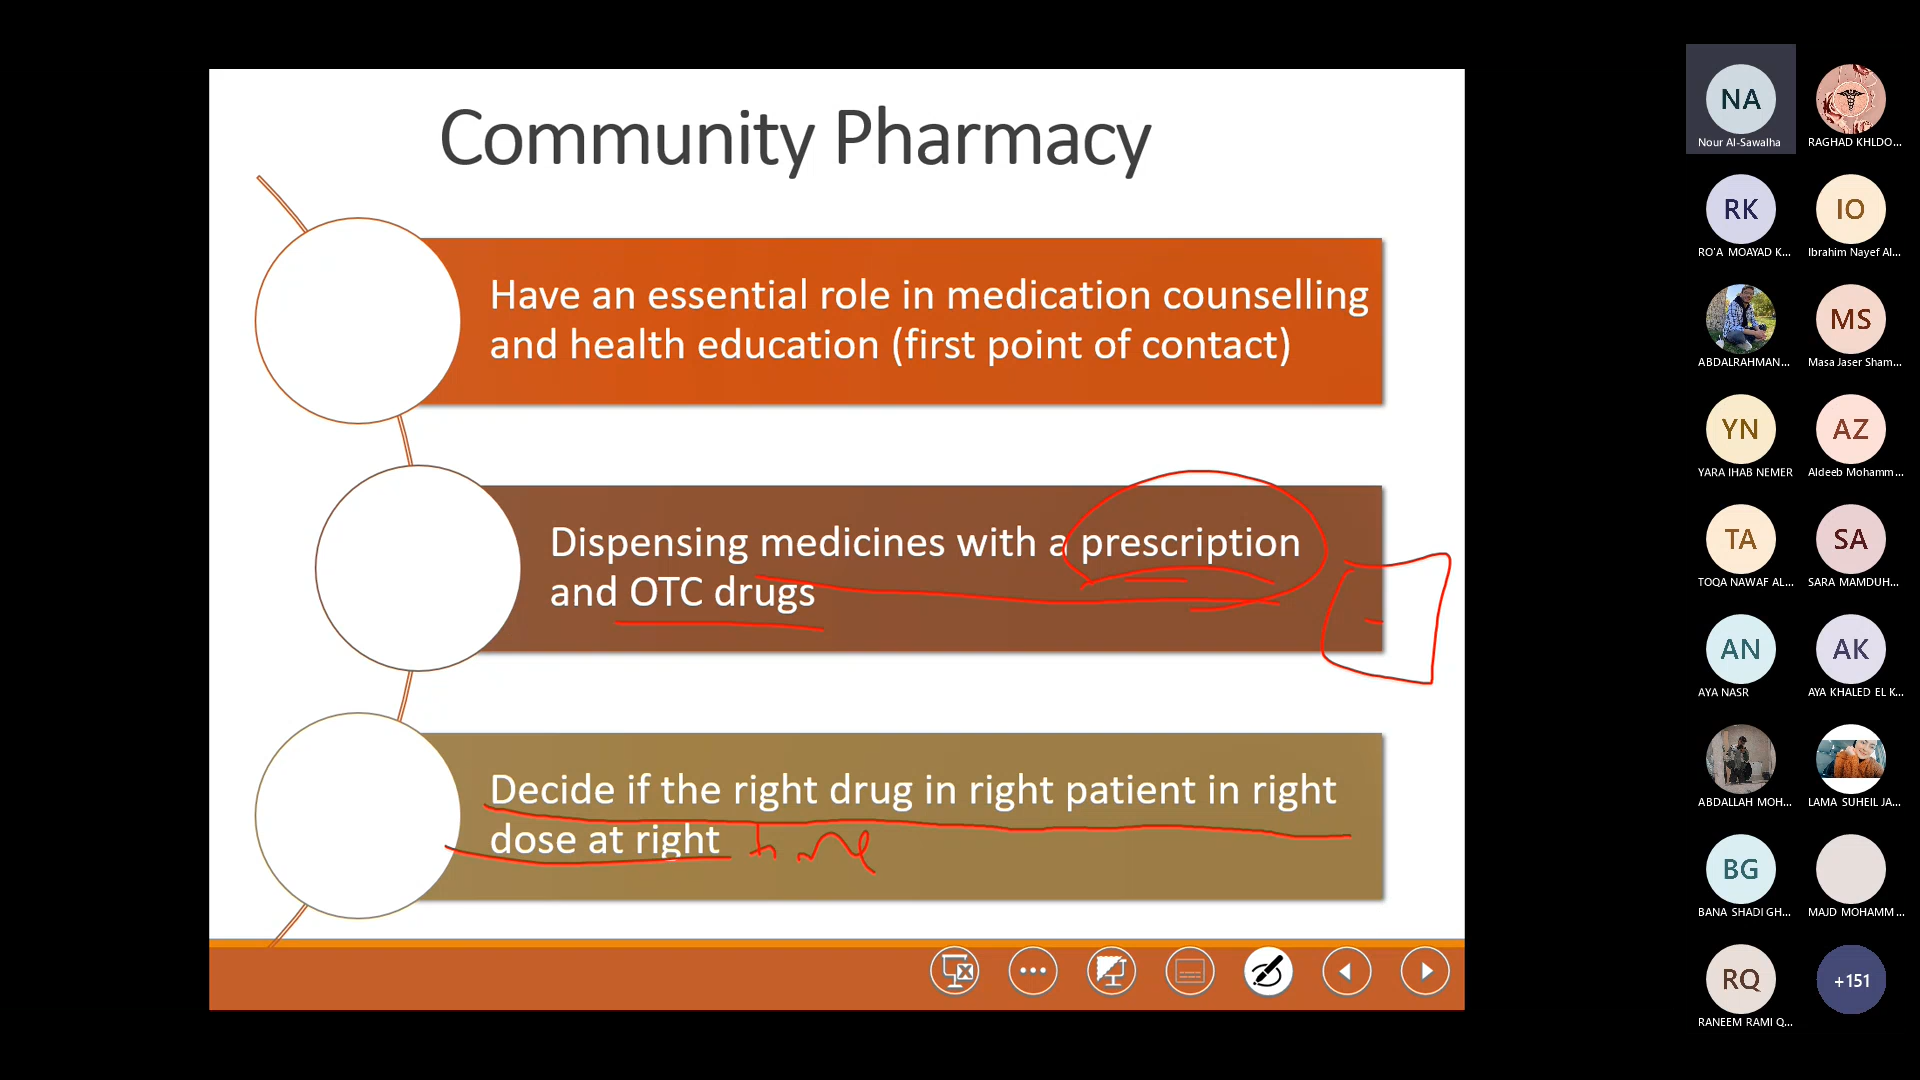 Community Pharmacy
Have an essential role in medication counselling
and health education (first point of contact)
Dispensing medicines with a prescription
and OTC drugs
Decide if the right drug in right patient in right
dose at right time
NA
Nour Al-Sawalha
RAGHAD KHLDO...
RK
RO'A MOAYAD K...
IO
Ibrahim Nayef Al...
ABDALRAHMAN...
MS
Masa Jaser Sham...
YN
YARA IHAB NEMER
AZ
Aldeeb Mohamm...
TA
TOQA NAWAF AL...
SA
SARA MAMDUH...
AN
AYA NASR
AK
AYA KHALED EL K...
ABDALLAH MOH...
LAMA SUHEIL JA...
BG
BANA SHADI GH...
MAJD MOHAMM...
RQ
RANEEM RAMI Q...
+151